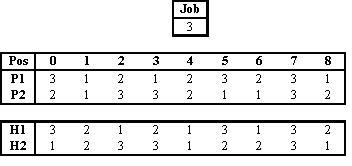 Job
3
Pos 0 1 2 3 4 5 6 7 8
P1 3 1 2 1 2 3 2 3 1
P2 2 1 3 3 2 1 1 3 2
H1 3 2 1 2 1 3 1 3 2
H2 1 2 3 3 1 2 2 3 1